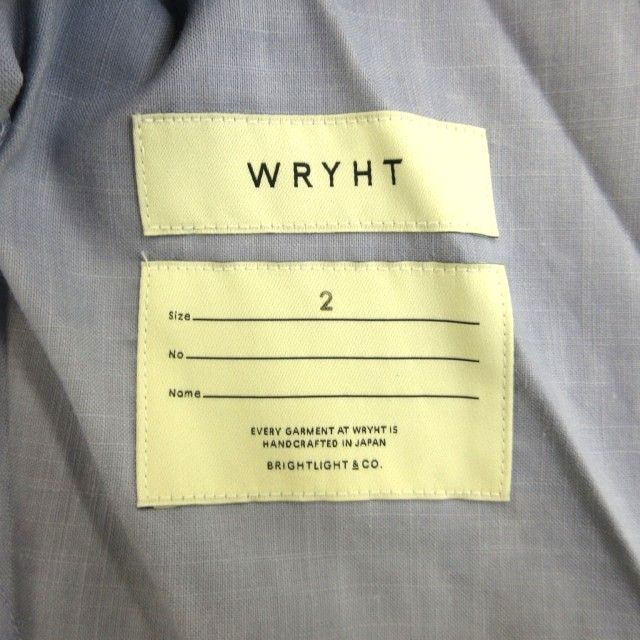 WRYHT
Size 2
No
Name
EVERY GARMENT AT WRYHT IS
HANDCRAFTED IN JAPAN
BRIGHTLIGHT & CO.